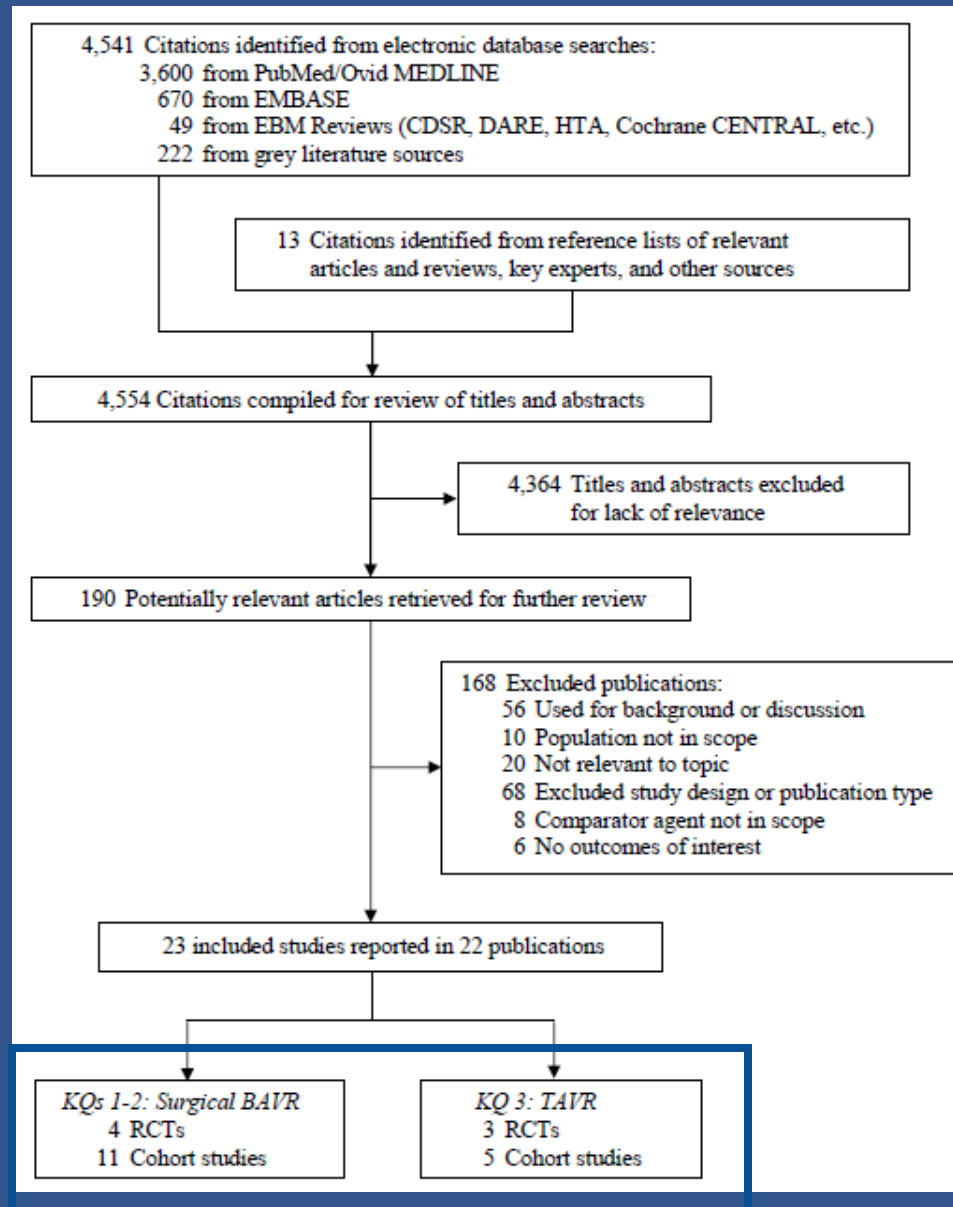 4,541 Citations identified from electronic database searches:
3,600 from PubMed/Ovid MEDLINE
670 from EMBASE
49 from EBM Reviews (CDSR, DARE, HTA, Cochrane CENTRAL, etc.)
222 from grey literature sources
13 Citations identified from reference lists of relevant
articles and reviews, key experts, and other sources
4,554 Citations compiled for review of titles and abstracts
4,364 Titles and abstracts excluded
for lack of relevance
190 Potentially relevant articles retrieved for further review
168 Excluded publications:
56 Used for background or discussion
10 Population not in scope
20 Not relevant to topic
68 Excluded study design or publication type
8 Comparator agent not in scope
6 No outcomes of interest
23 included studies reported in 22 publications
KQs 1-2: Surgical BAVR
4 RCTs
11 Cohort studies
KQ 3: TAVR
3 RCTs
5 Cohort studies